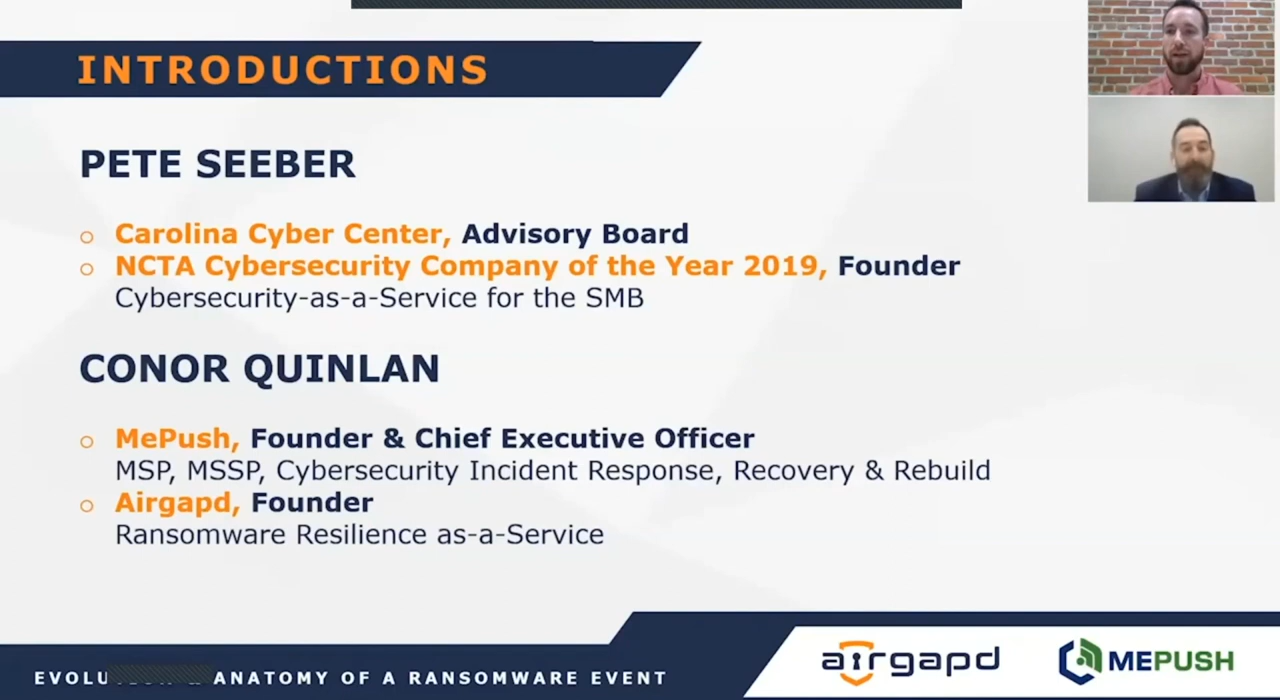 INTRODUCTIONS
PETE SEEBER
Carolina Cyber Center, Advisory Board
NCTA Cybersecurity Company of the Year 2019, Founder
Cybersecurity-as-a-Service for the SMB
CONOR QUINLAN
MePush, Founder & Chief Executive Officer
MSP, MSSP, Cybersecurity Incident Response, Recovery & Rebuild
Airgapd, Founder
Ransomware Resilience as-a-Service
ANATOMY OF A RANSOMWARE EVENT
airgapd
MEPUSH